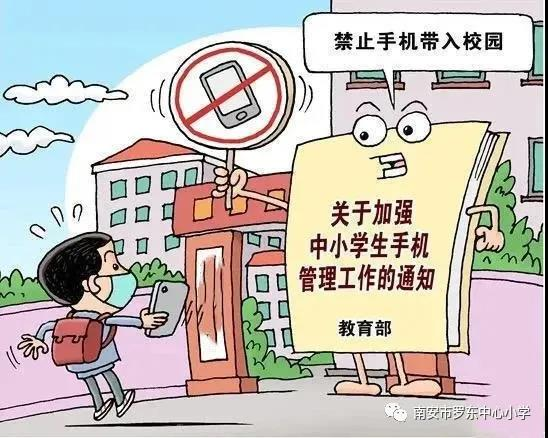 禁止手机带入校园
关于加强
中小学生手机
管理工作的通知
教育部
南安市罗东中心小学